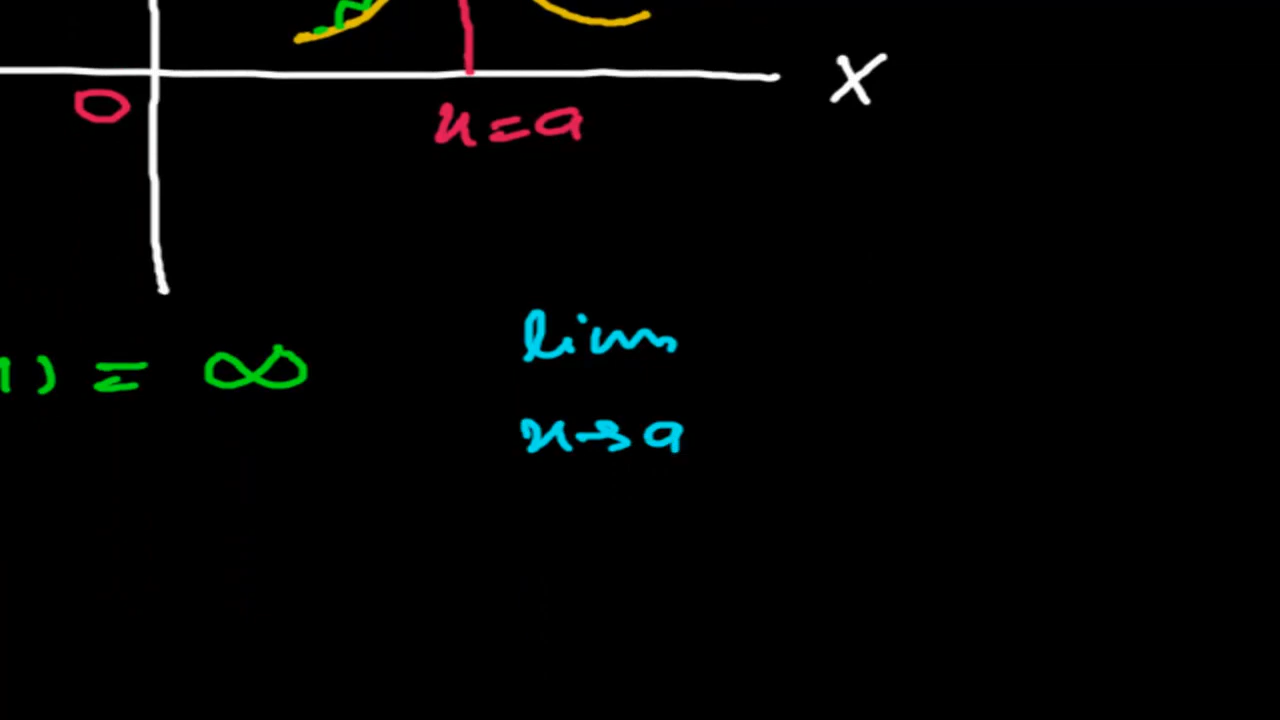 X
0
x=a
) = ∞
lim
x→a